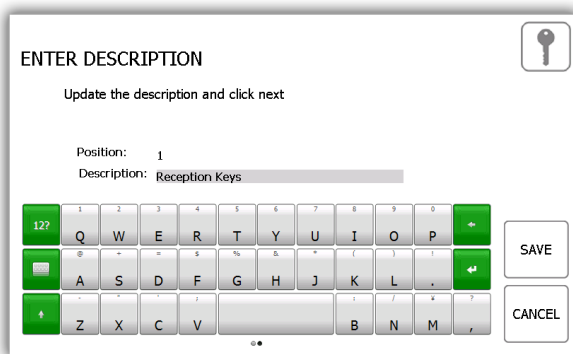 ENTER DESCRIPTION
Update the description and click next
Position: 1
Description: Reception Keys
1 2 3 4 5 6 7 8 9 0
12? Q W E R T Y U I O P
@ + = $ % & * ( ) !
A S D F G H J K L .
- " ' ; : / ¥ ?
Z X C V B N M ,
SAVE
CANCEL